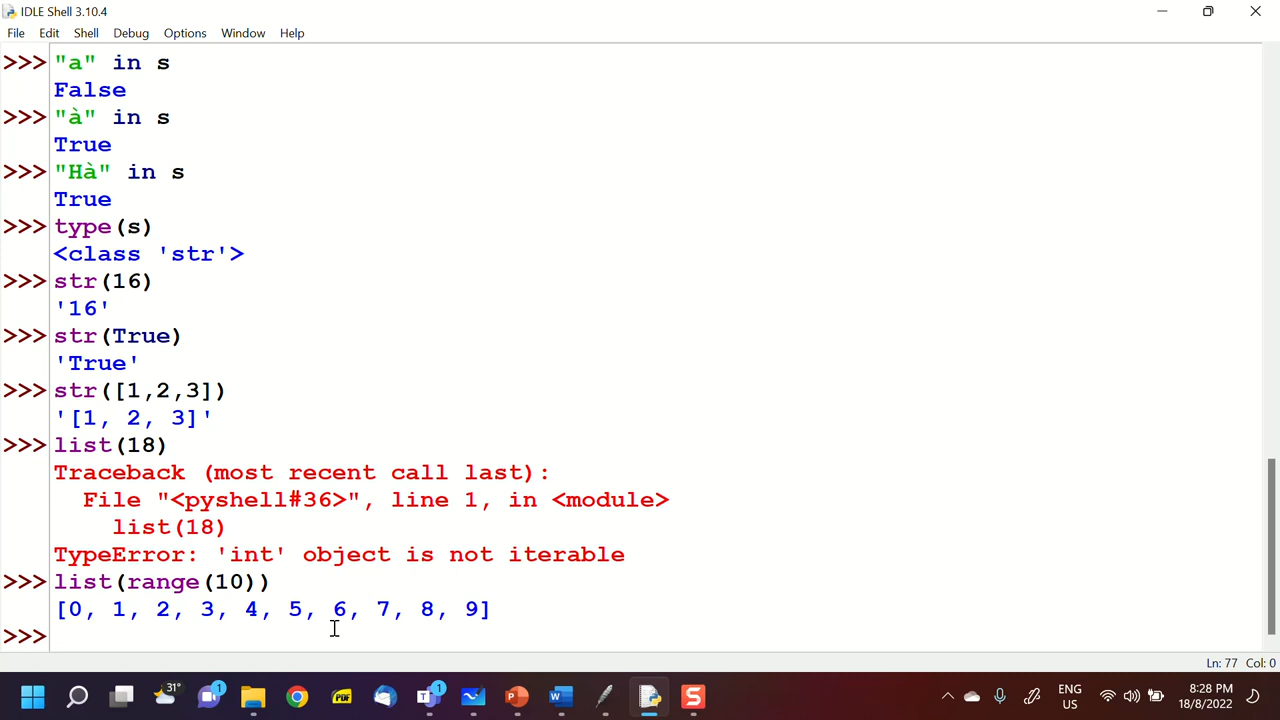 IDLE Shell 3.10.4
File Edit Shell Debug Options Window Help
>>> "a" in s
False
>>> "à" in s
True
>>> "Hà" in s
True
>>> type(s)
<class 'str'>
>>> str(16)
'16'
>>> str(True)
'True'
>>> str([1,2,3])
'[1, 2, 3]'
>>> list(18)
Traceback (most recent call last):
  File "<pyshell#36>", line 1, in <module>
    list(18)
TypeError: 'int' object is not iterable
>>> list(range(10))
[0, 1, 2, 3, 4, 5, 6, 7, 8, 9]
>>>
Ln: 77 Col: 0
31° 1 PDF 1 ENG 8:28 PM
US 18/8/2022